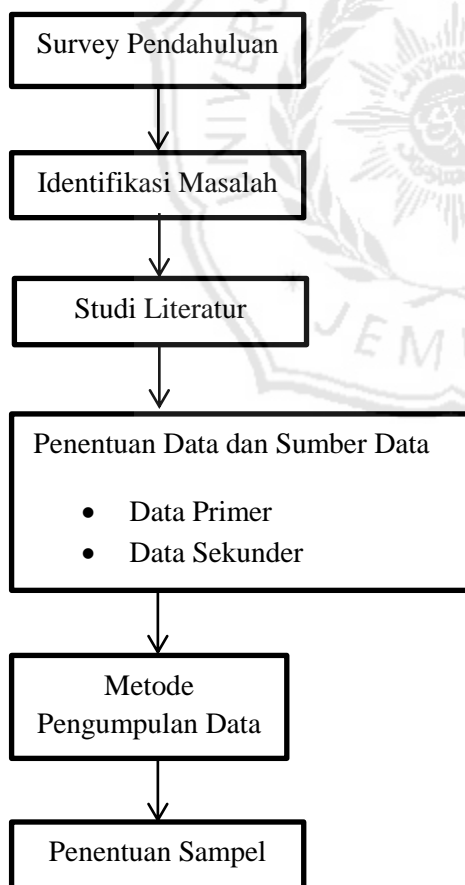 Survey Pendahuluan
Identifikasi Masalah
Studi Literatur
Penentuan Data dan Sumber Data
• Data Primer
• Data Sekunder
Metode
Pengumpulan Data
Penentuan Sampel